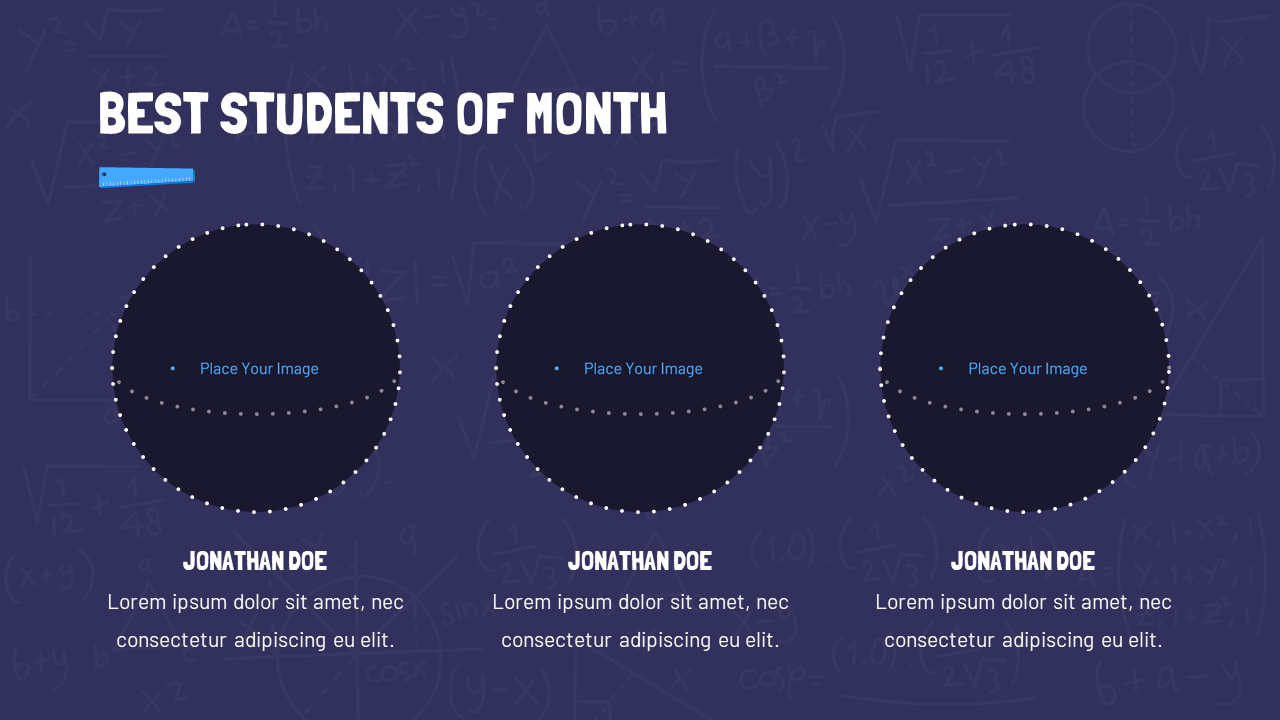 BEST STUDENTS OF MONTH
• Place Your Image
• Place Your Image
• Place Your Image
JONATHAN DOE
Lorem ipsum dolor sit amet, nec
consectetur adipiscing eu elit.
JONATHAN DOE
Lorem ipsum dolor sit amet, nec
consectetur adipiscing eu elit.
JONATHAN DOE
Lorem ipsum dolor sit amet, nec
consectetur adipiscing eu elit.